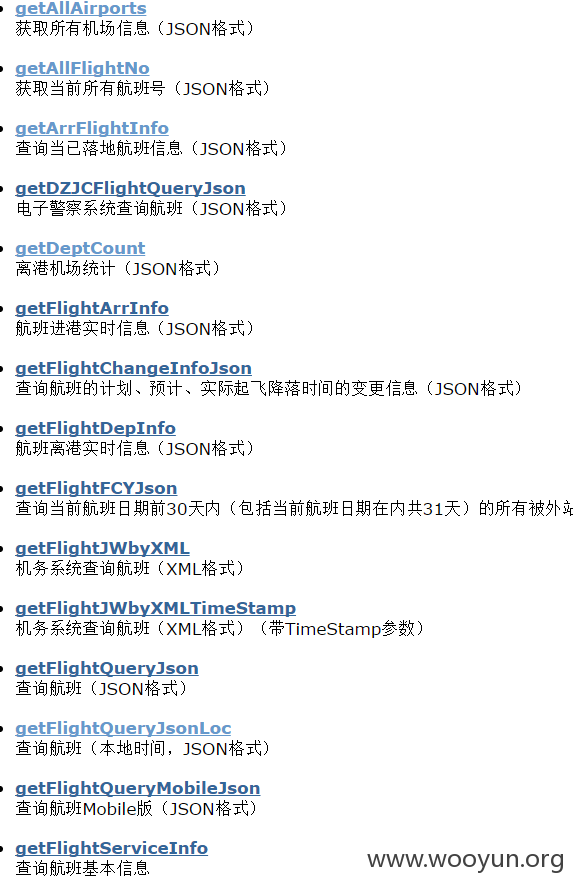 getAllAirports
获取所有机场信息（JSON格式）
getAllFlightNo
获取当前所有航班号（JSON格式）
getArrFlightInfo
查询当已落地航班信息（JSON格式）
getDZJCFlightQueryJson
电子警察系统查询航班（JSON格式）
getDeptCount
离港机场统计（JSON格式）
getFlightArrInfo
航班进港实时信息（JSON格式）
getFlightChangeInfoJson
查询航班的计划、预计、实际起飞降落时间的变更信息（JSON格式）
getFlightDepInfo
航班离港实时信息（JSON格式）
getFlightFCYJson
查询当前航班日期前30天内（包括当前航班日期在内共31天）的所有被外站
getFlightJWbyXML
机务系统查询航班（XML格式）
getFlightJWbyXMLTimeStamp
机务系统查询航班（XML格式）（带TimeStamp参数）
getFlightQueryJson
查询航班（JSON格式）
getFlightQueryJsonLoc
查询航班（本地时间，JSON格式）
getFlightQueryMobileJson
查询航班Mobile版（JSON格式）
getFlightServiceInfo
查询航班基本信息
www.wooyun.org